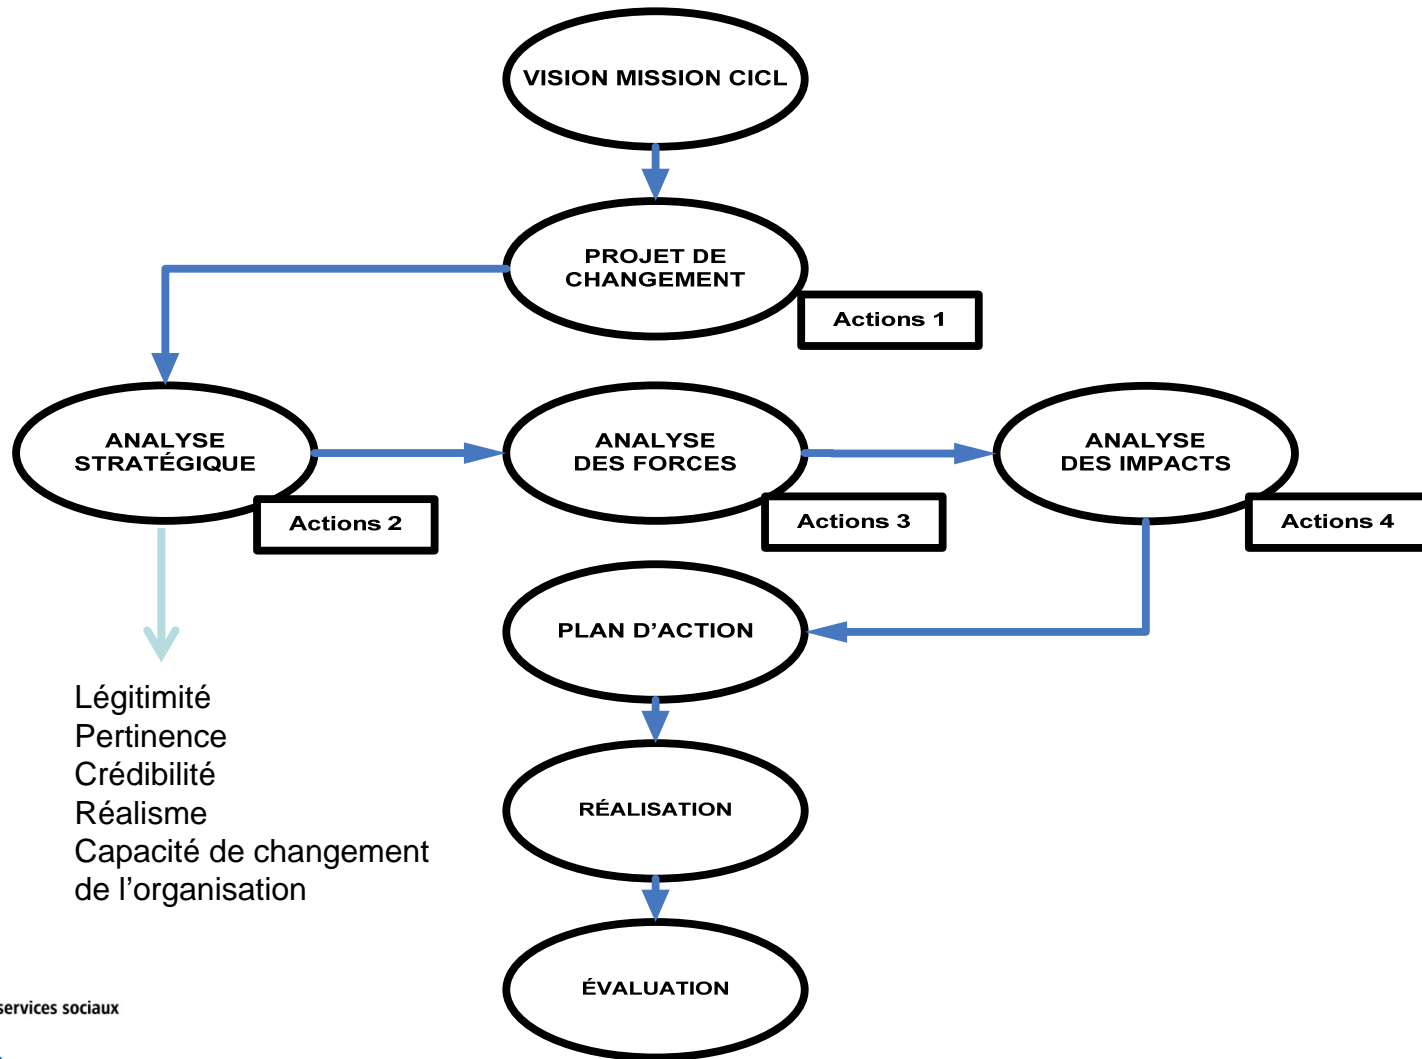 VISION MISSION CICL
PROJET DE
CHANGEMENT
Actions 1
ANALYSE
STRATÉGIQUE
Actions 2
ANALYSE
DES FORCES
Actions 3
ANALYSE
DES IMPACTS
Actions 4
PLAN D’ACTION
Légitimité
Pertinence
Crédibilité
Réalisme
Capacité de changement
de l’organisation
RÉALISATION
ÉVALUATION
services sociaux